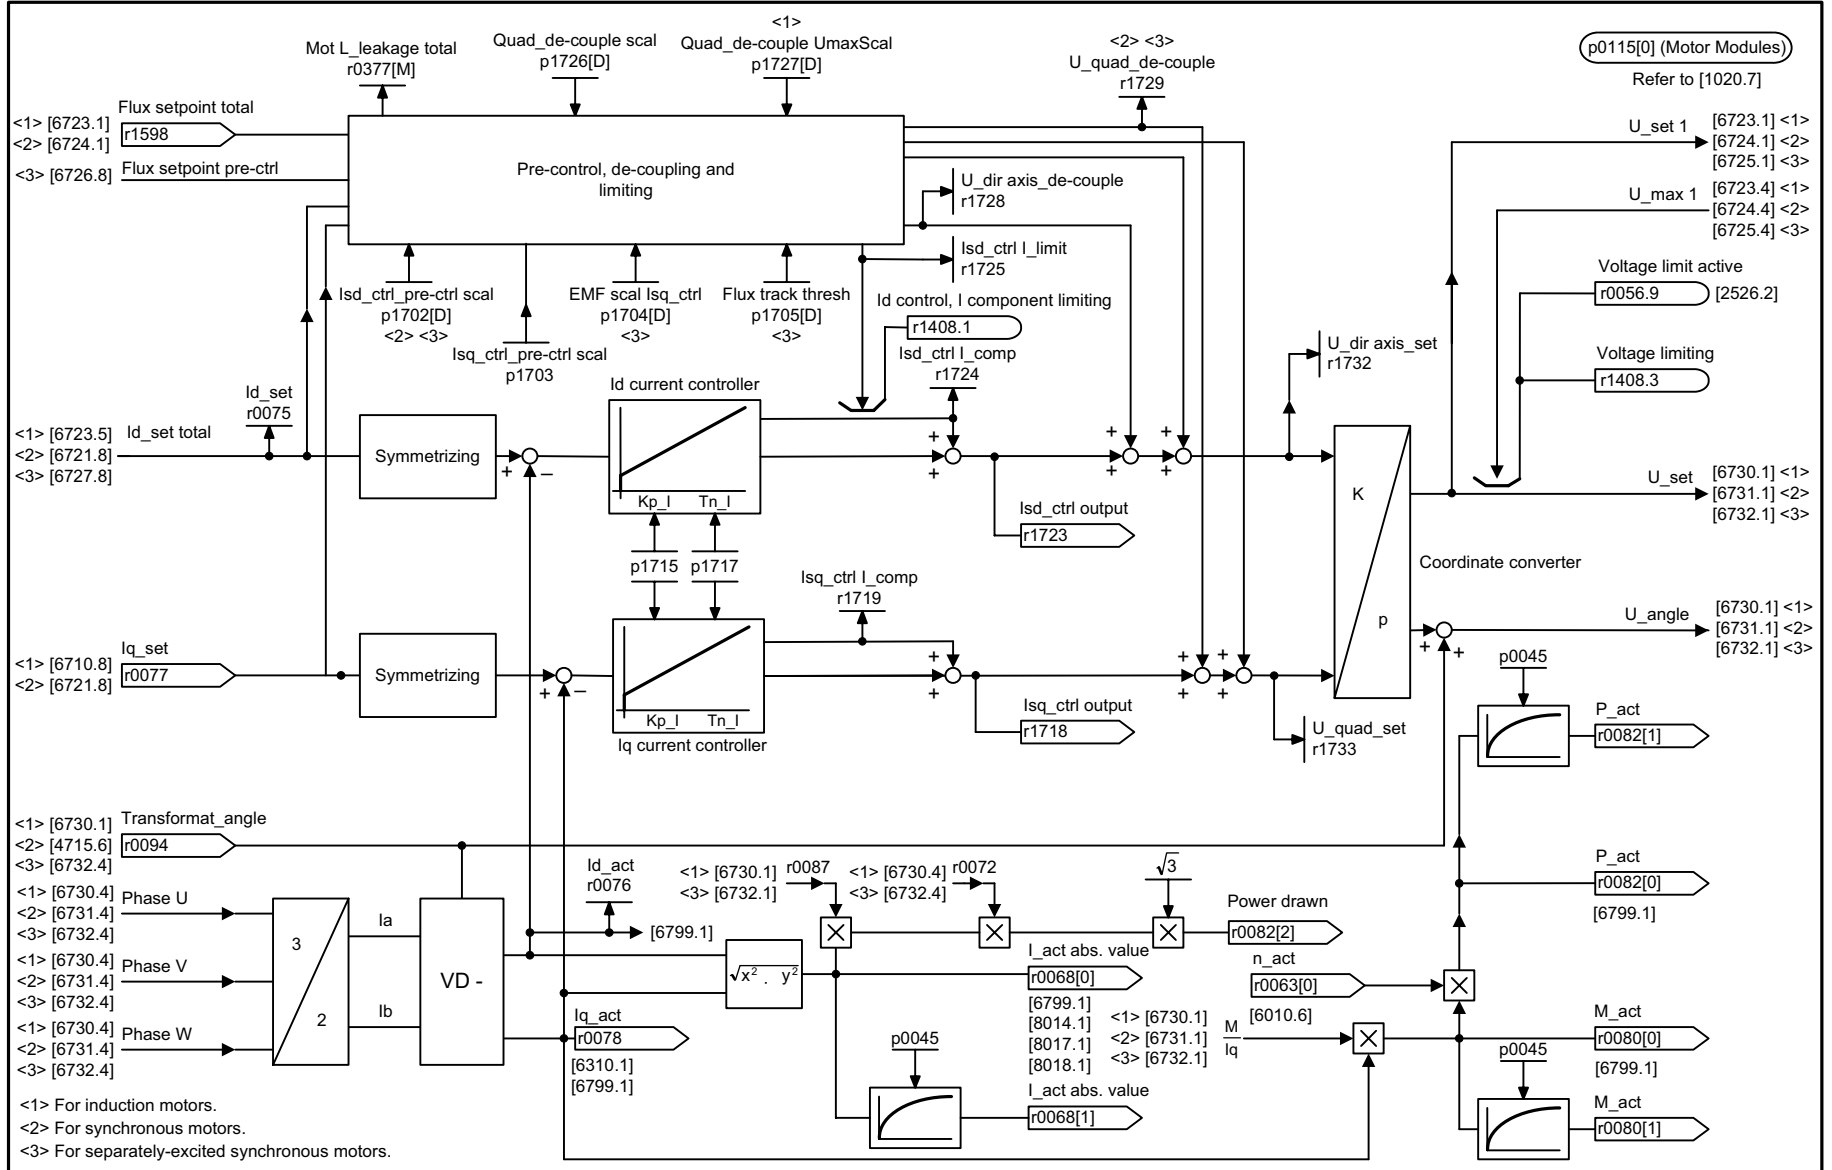 <1>
Mot L_leakage total
r0377[M]
Quad_de-couple scal
p1726[D]
Quad_de-couple UmaxScal
p1727[D]
<2> <3>
U_quad_de-couple
r1729
p0115[0] (Motor Modules)
Refer to [1020.7]
Flux setpoint total
<1> [6723.1]
<2> [6724.1]
r1598
<3> [6726.8]
Flux setpoint pre-ctrl
Pre-control, de-coupling and
limiting
U_dir axis_de-couple
r1728
Isd_ctrl I_limit
r1725
U_set 1
[6723.1] <1>
[6724.1] <2>
[6725.1] <3>
U_max 1
[6723.4] <1>
[6724.4] <2>
[6725.4] <3>
Voltage limit active
r0056.9
[2526.2]
Voltage limiting
r1408.3
Isd_ctrl_pre-ctrl scal
p1702[D]
<2> <3>
Isq_ctrl_pre-ctrl scal
p1703
EMF scal Isq_ctrl
p1704[D]
<3>
Flux track thresh
p1705[D]
<3>
Id control, I component limiting
r1408.1
Isd_ctrl I_comp
r1724
U_dir axis_set
r1732
Id_set
r0075
Id current controller
<1> [6723.5]
<2> [6721.8]
<3> [6727.8]
Id_set total
Symmetrizing
+
−
Kp_I Tn_I
+
+
+
+
+
+
K
p
Isd_ctrl output
r1723
U_set
[6730.1] <1>
[6731.1] <2>
[6732.1] <3>
Coordinate converter
p1715
p1717
Isq_ctrl I_comp
r1719
U_angle
[6730.1] <1>
[6731.1] <2>
[6732.1] <3>
+
+
Iq_set
<1> [6710.8]
<2> [6721.8]
r0077
Symmetrizing
+
−
Kp_I Tn_I
Iq current controller
+
+
+
+
+
+
Isq_ctrl output
r1718
U_quad_set
r1733
p0045
P_act
r0082[1]
Transformat_angle
<1> [6730.1]
<2> [4715.6]
<3> [6732.4]
r0094
<1> [6730.4]
<2> [6731.4]
<3> [6732.4]
Phase U
<1> [6730.4]
<2> [6731.4]
<3> [6732.4]
Phase V
<1> [6730.4]
<2> [6731.4]
<3> [6732.4]
Phase W
3
2
Ia
Ib
VD -
Id_act
r0076
[6799.1]
<1> [6730.1]
<3> [6732.1]
r0087
<1> [6730.4]
<3> [6732.4]
r0072
√3
Power drawn
r0082[2]
P_act
r0082[0]
[6799.1]
√x² . y²
I_act abs. value
r0068[0]
[6799.1]
[8014.1]
[8017.1]
[8018.1]
n_act
r0063[0]
[6010.6]
Iq_act
r0078
[6310.1]
[6799.1]
<1> [6730.1]
<2> [6731.1]
<3> [6732.1]
M
Iq
M_act
r0080[0]
[6799.1]
p0045
I_act abs. value
r0068[1]
p0045
M_act
r0080[1]
<1> For induction motors.
<2> For synchronous motors.
<3> For separately-excited synchronous motors.